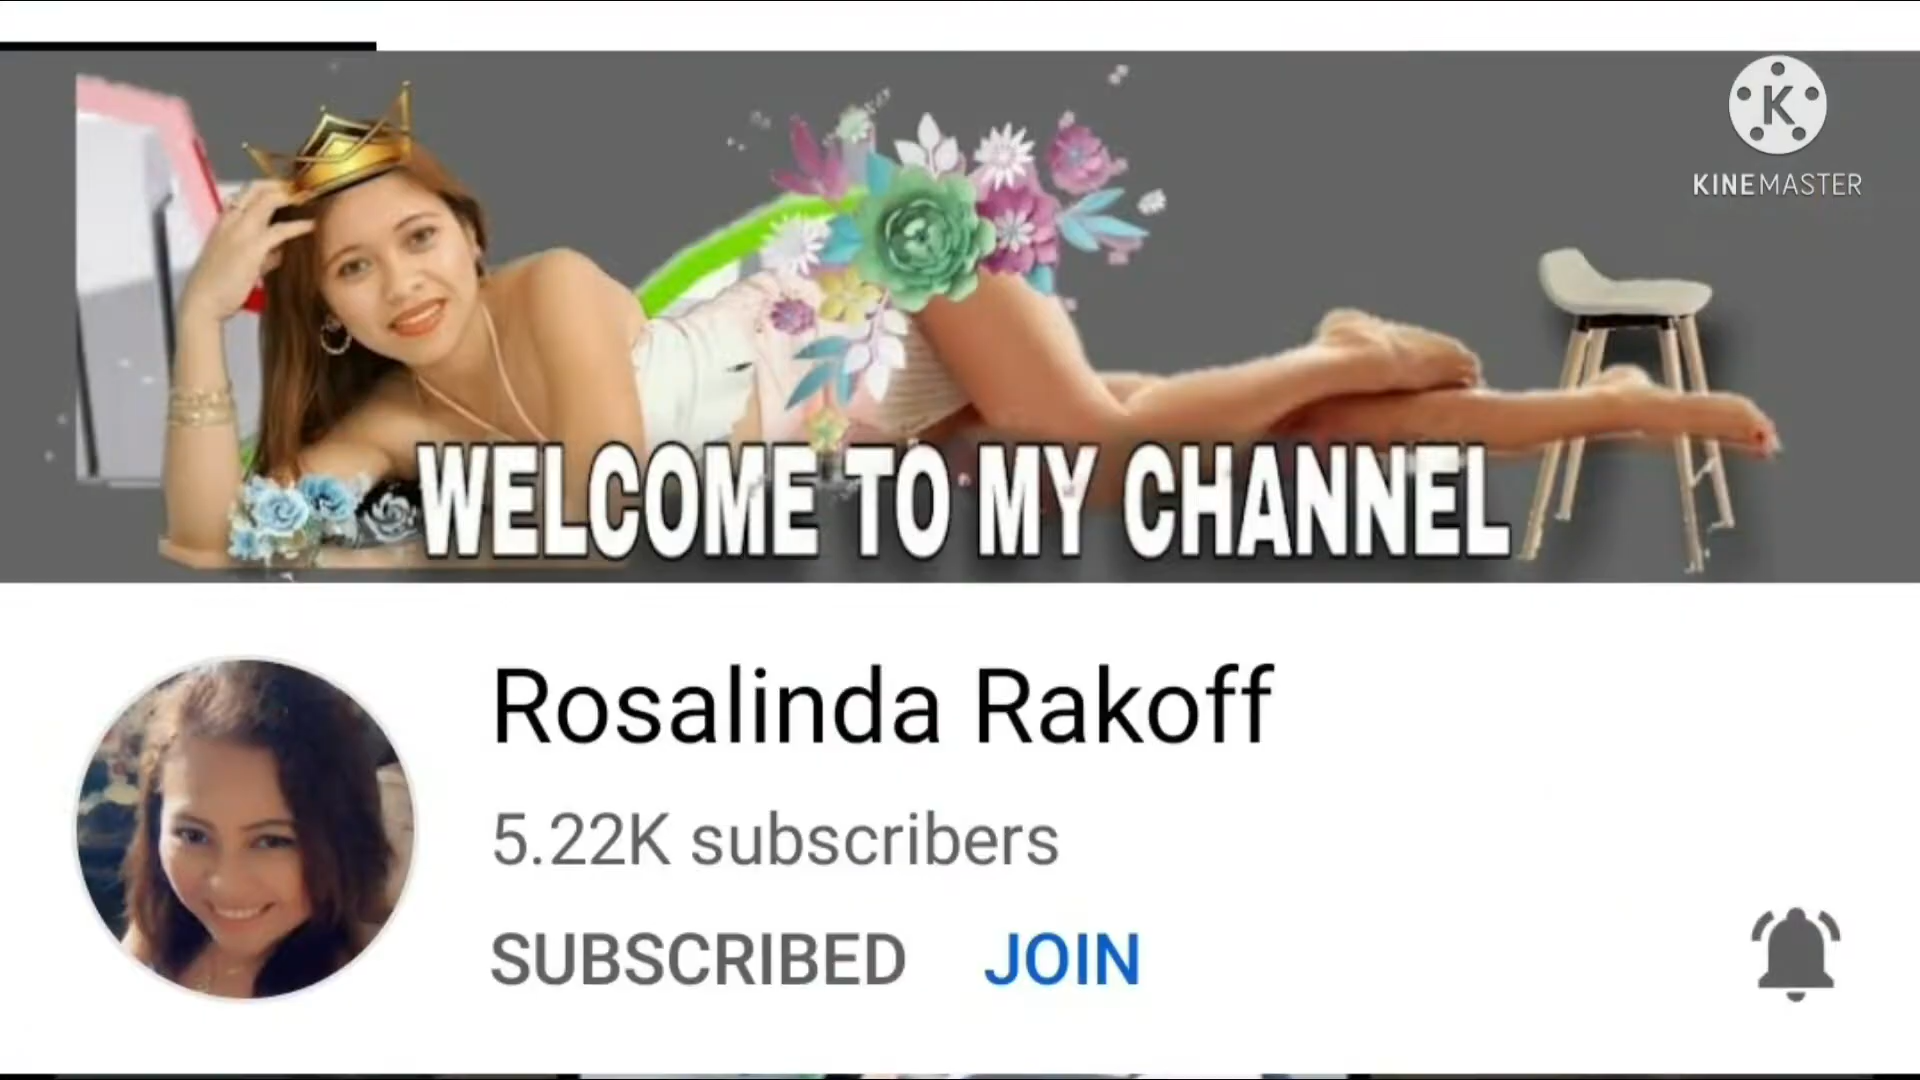 K
KINEMASTER
WELCOME TO MY CHANNEL
Rosalinda Rakoff
5.22K subscribers
SUBSCRIBED JOIN